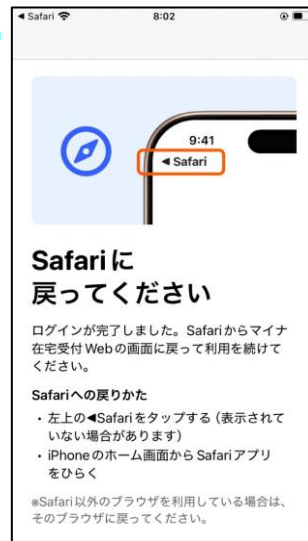 ◀ Safari 8:02
9:41
◀ Safari
Safariに
戻ってください
ログインが完了しました。Safariからマイナ
在宅受付Webの画面に戻って利用を続けて
ください。
Safariへの戻りかた
・左上の◀Safariをタップする（表示されて
いない場合があります）
・iPhoneのホーム画面からSafariアプリ
をひらく
※Safari以外のブラウザを利用している場合は、
そのブラウザに戻ってください。